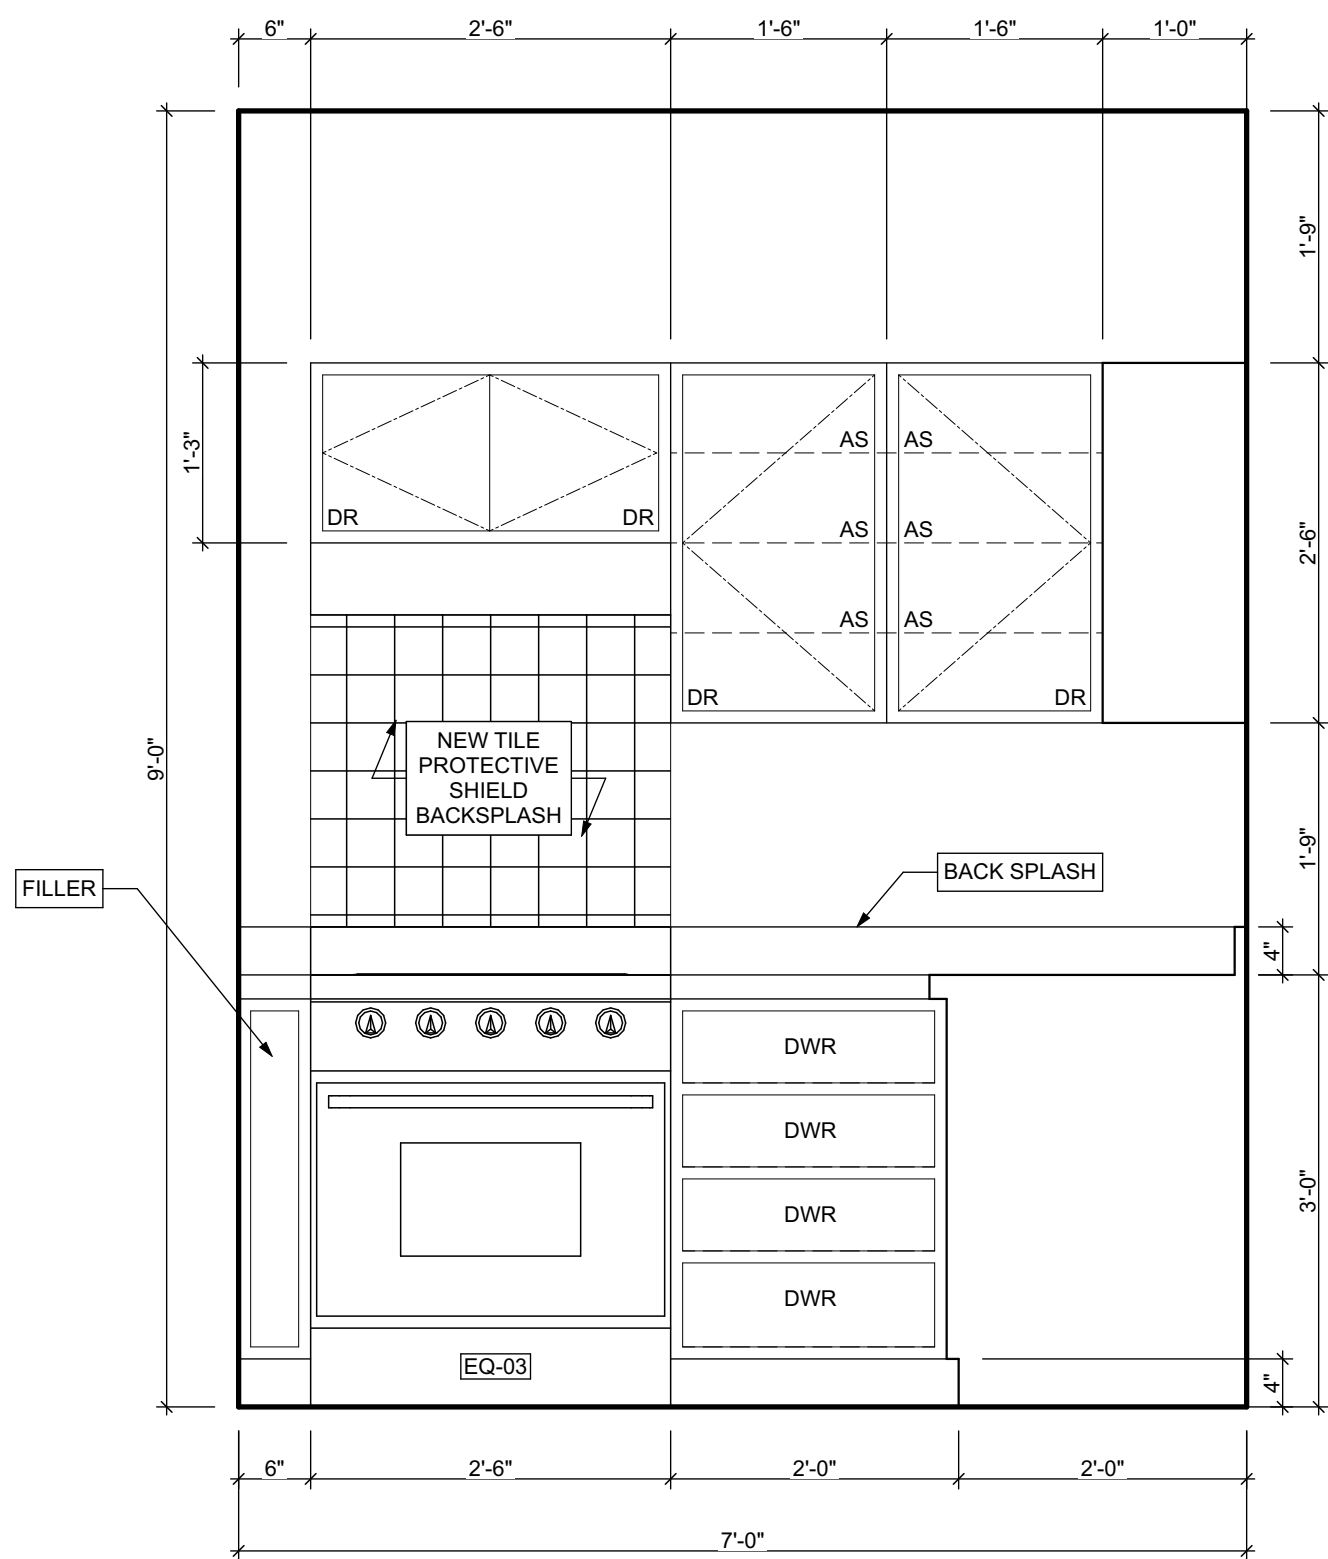 6"
2'-6"
1'-6"
1'-6"
1'-0"
1'-9"
1'-3"
AS
AS
DR
DR
AS
AS
2'-6"
AS
AS
DR
DR
9'-0"
NEW TILE
PROTECTIVE
SHIELD
BACKSPLASH
1'-9"
BACK SPLASH
FILLER
4"
DWR
DWR
3'-0"
DWR
DWR
EQ-03
4"
6"
2'-6"
2'-0"
2'-0"
7'-0"